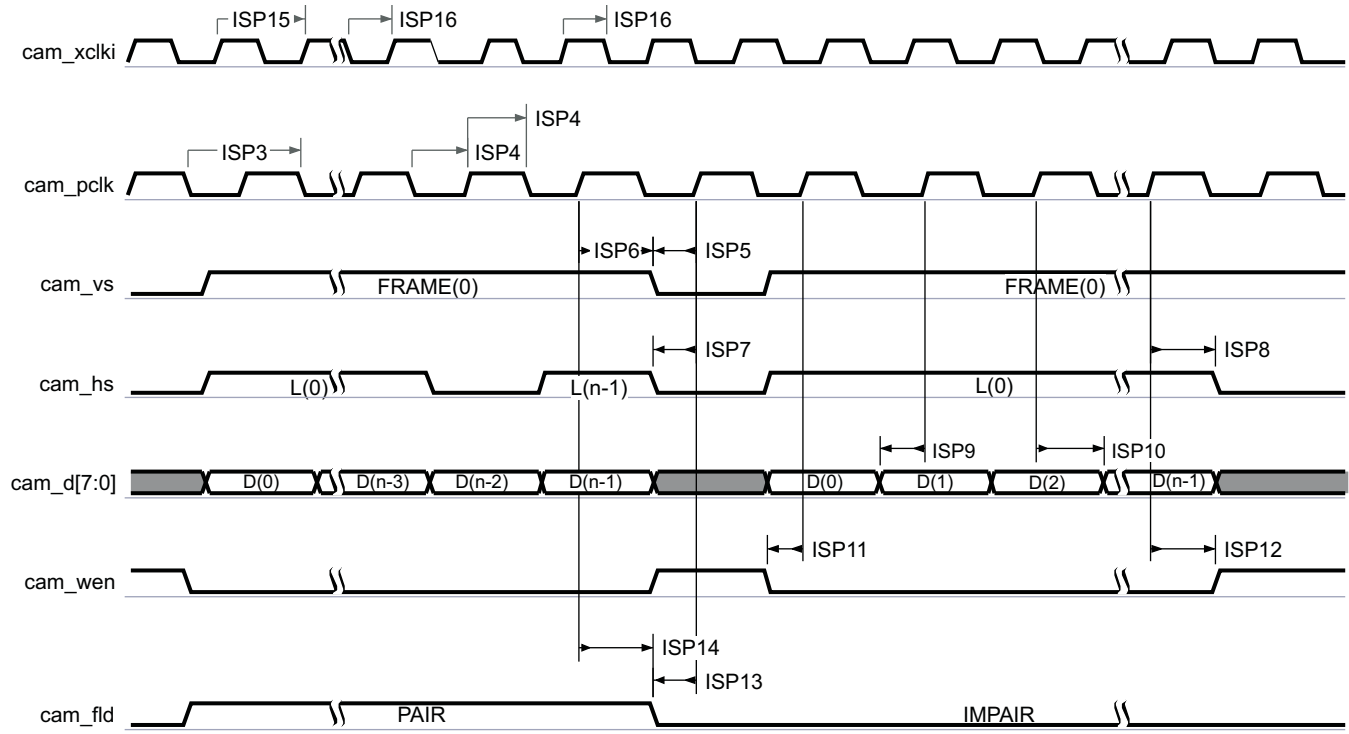 ISP15 ISP16 ISP16
cam_xclki
ISP4
ISP3 ISP4
cam_pclk
ISP6 ISP5
cam_vs FRAME(0) FRAME(0)
ISP7 ISP8
cam_hs L(0) L(n-1) L(0)
ISP9 ISP10
cam_d[7:0] D(0) D(n-3) D(n-2) D(n-1) D(0) D(1) D(2) D(n-1)
ISP11 ISP12
cam_wen
ISP14
ISP13
cam_fld PAIR IMPAIR